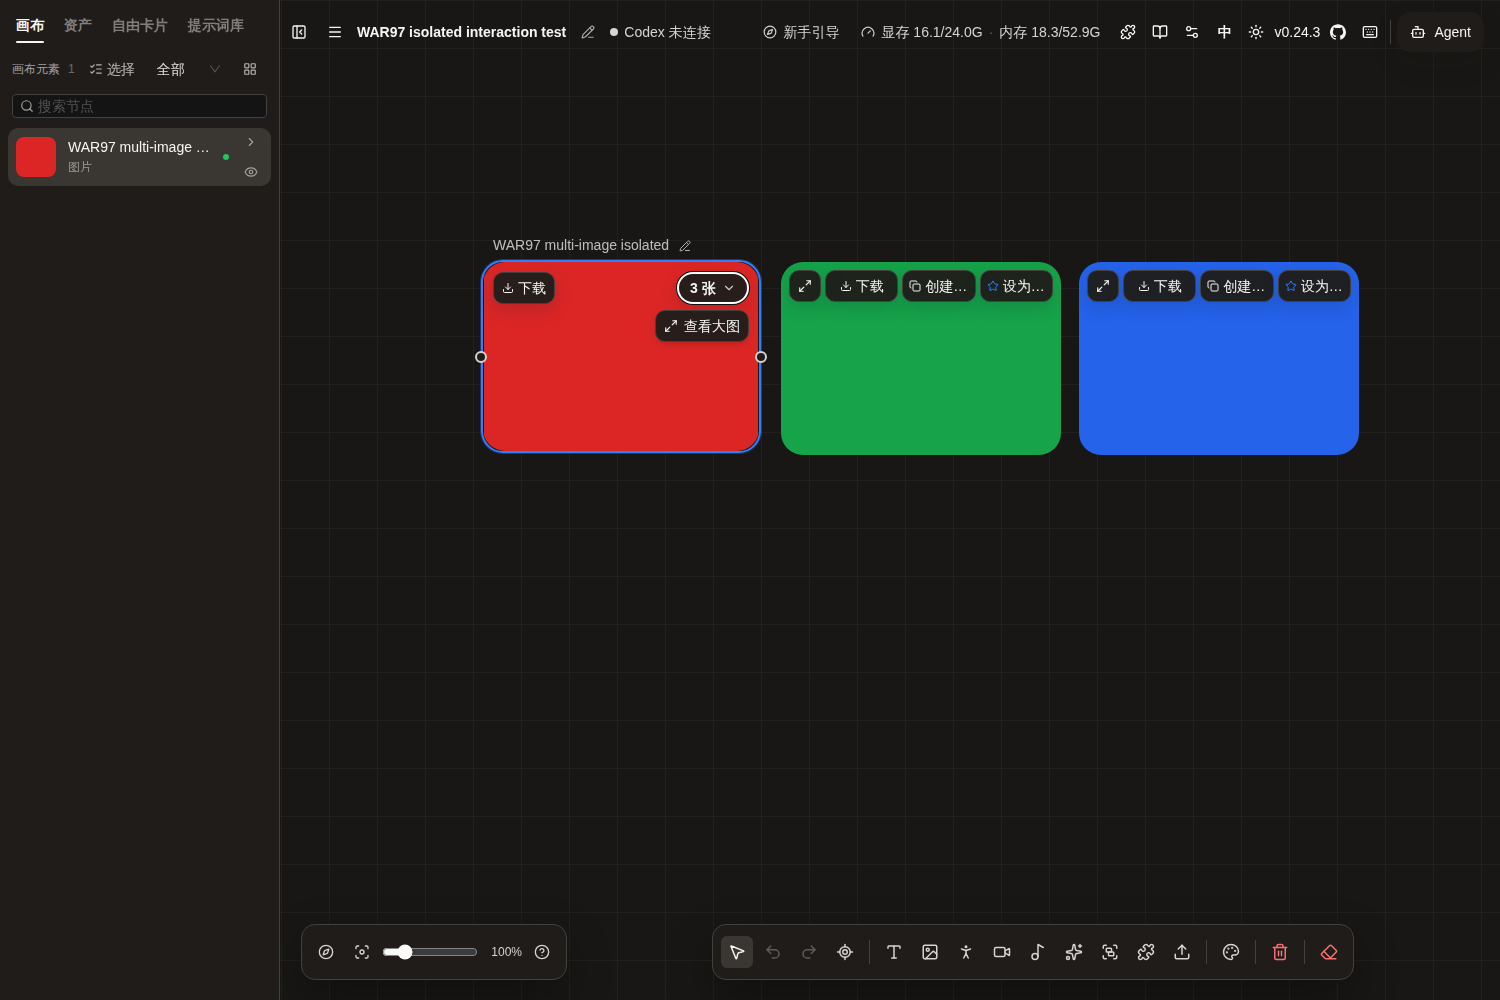 画布 资产 自由卡片 提示词库
画布元素 1 选择 全部
搜索节点
WAR97 multi-image …
图片
WAR97 isolated interaction test Codex 未连接 新手引导 显存 16.1/24.0G · 内存 18.3/52.9G 中 v0.24.3 Agent
WAR97 multi-image isolated
下载 3 张
查看大图
下载 创建… 设为…
下载 创建… 设为…
100%